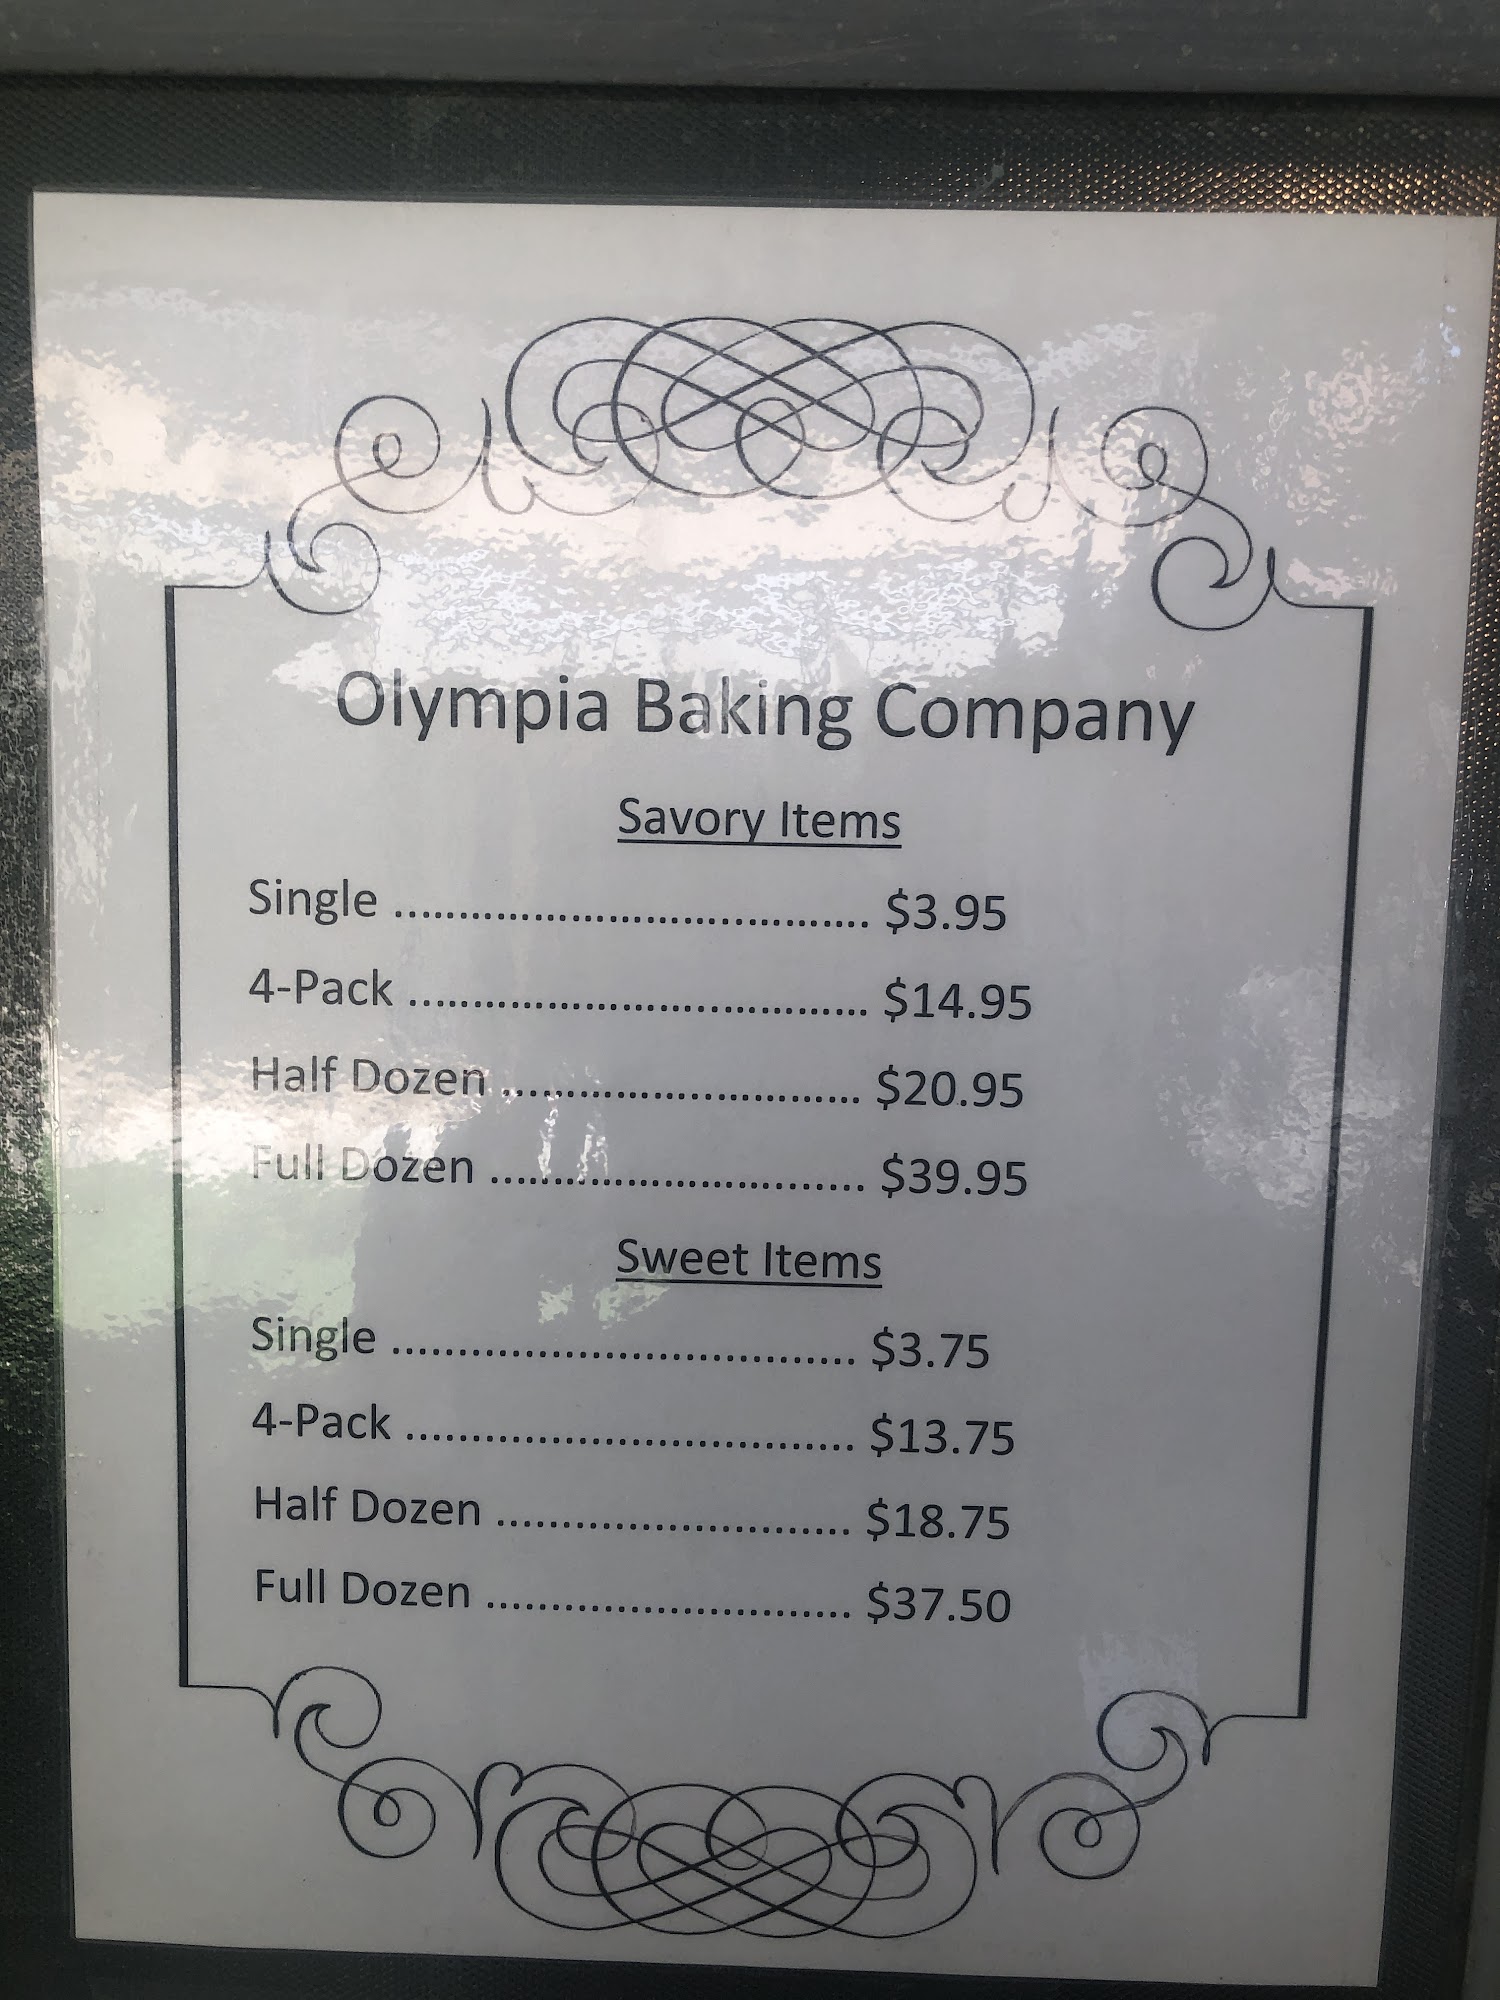 Olympia Baking Company
Savory Items
Single ........................................ $3.95
4-Pack ....................................... $14.95
Half Dozen .............................. $20.95
Full Dozen ............................... $39.95
Sweet Items
Single ....................................... $3.75
4-Pack ...................................... $13.75
Half Dozen .............................. $18.75
Full Dozen ............................... $37.50